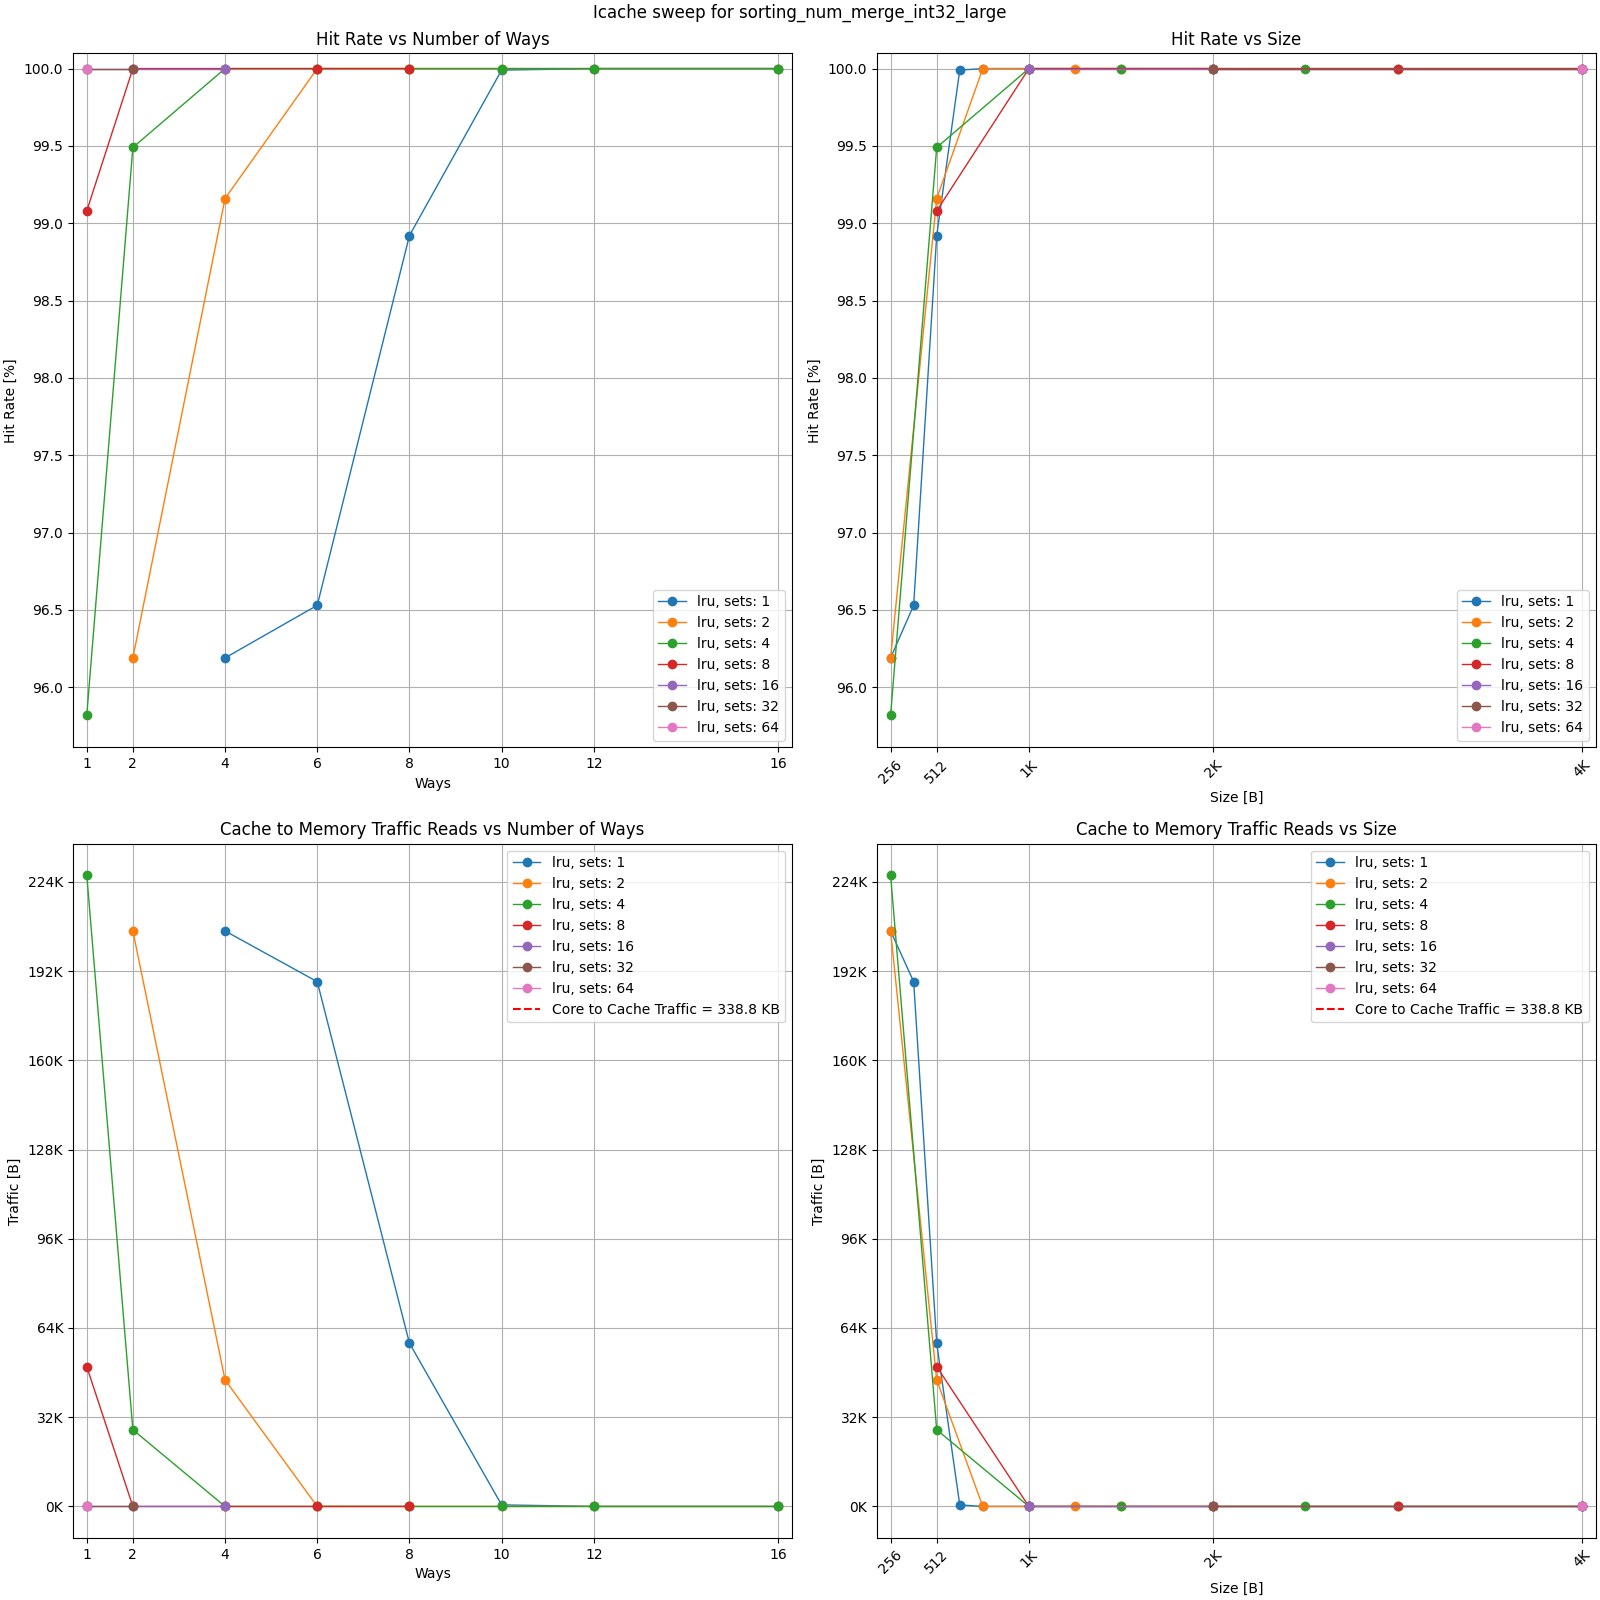 Icache sweep for sorting_num_merge_int32_large
Hit Rate vs Number of Ways
Hit Rate [%]
100.0
99.5
99.0
98.5
98.0
97.5
97.0
96.5
96.0
1 2 4 6 8 10 12 16
Ways
lru, sets: 1
lru, sets: 2
lru, sets: 4
lru, sets: 8
lru, sets: 16
lru, sets: 32
lru, sets: 64
Hit Rate vs Size
Hit Rate [%]
100.0
99.5
99.0
98.5
98.0
97.5
97.0
96.5
96.0
256 512 1K 2K 4K
Size [B]
lru, sets: 1
lru, sets: 2
lru, sets: 4
lru, sets: 8
lru, sets: 16
lru, sets: 32
lru, sets: 64
Cache to Memory Traffic Reads vs Number of Ways
Traffic [B]
224K
192K
160K
128K
96K
64K
32K
0K
1 2 4 6 8 10 12 16
Ways
lru, sets: 1
lru, sets: 2
lru, sets: 4
lru, sets: 8
lru, sets: 16
lru, sets: 32
lru, sets: 64
Core to Cache Traffic = 338.8 KB
Cache to Memory Traffic Reads vs Size
Traffic [B]
224K
192K
160K
128K
96K
64K
32K
0K
256 512 1K 2K 4K
Size [B]
lru, sets: 1
lru, sets: 2
lru, sets: 4
lru, sets: 8
lru, sets: 16
lru, sets: 32
lru, sets: 64
Core to Cache Traffic = 338.8 KB